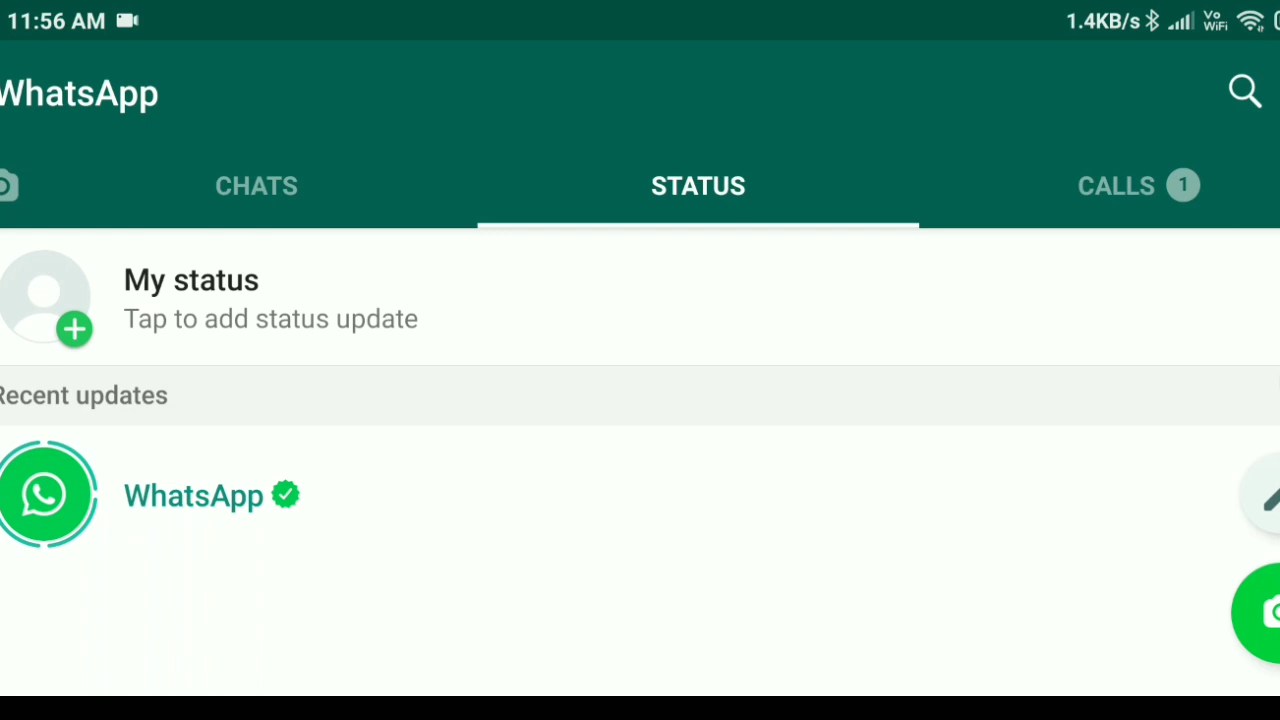 11:56 AM 1.4KB/s Vo WiFi
WhatsApp
CHATS STATUS CALLS 1
My status
Tap to add status update
Recent updates
WhatsApp